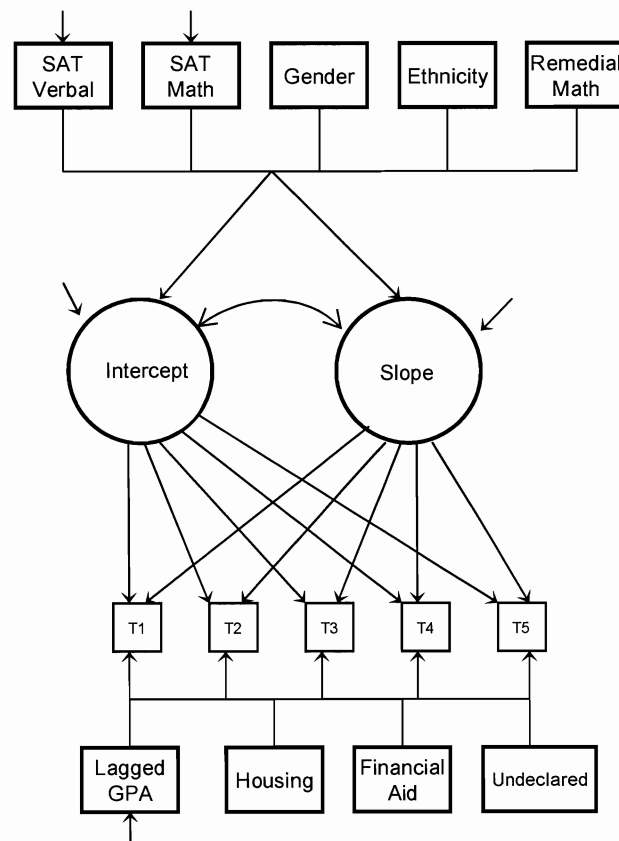 SAT
Verbal
SAT
Math
Gender
Ethnicity
Remedial
Math
Intercept
Slope
T1
T2
T3
T4
T5
Lagged
GPA
Housing
Financial
Aid
Undeclared